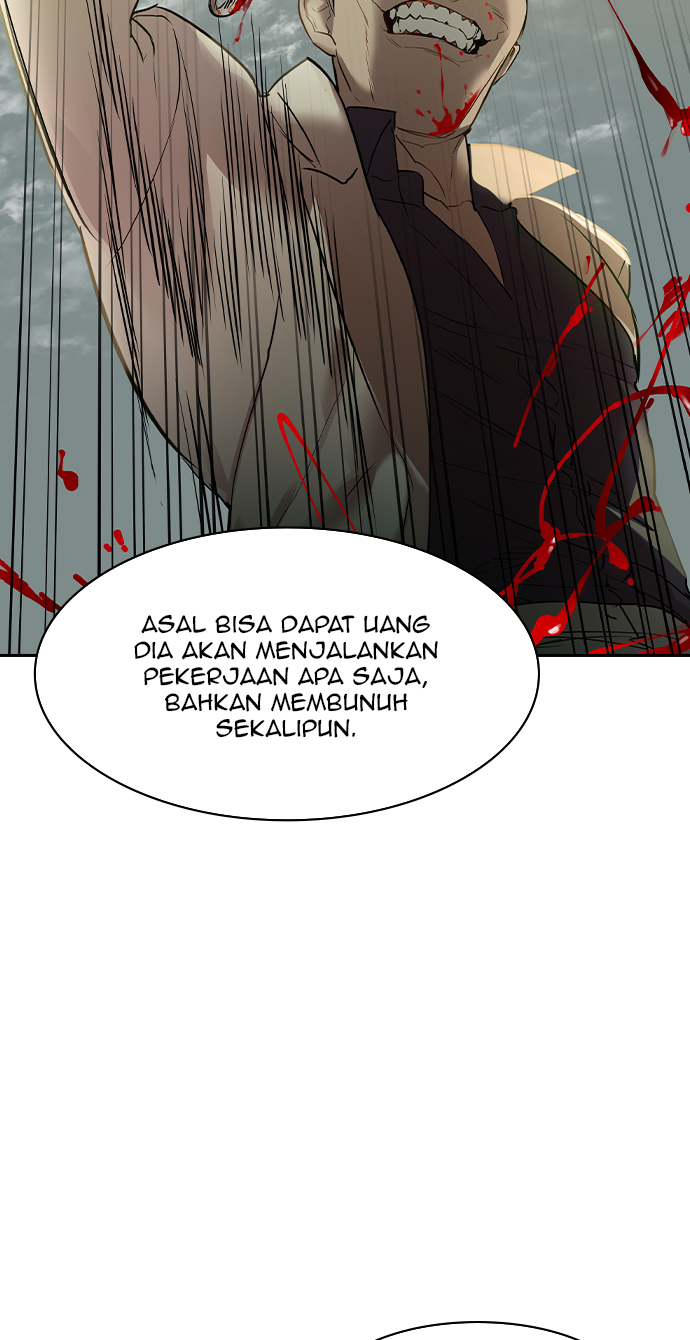 ASAL BISA DAPAT UANG
DIA AKAN MENJALANKAN
PEKERJAAN APA SAJA,
BAHKAN MEMBUNUH
SEKALIPUN.